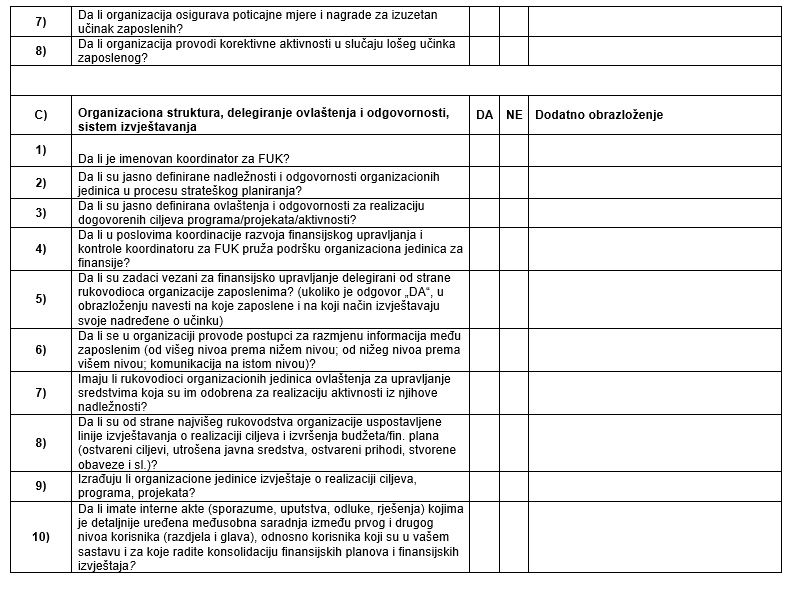 7) Da li organizacija osigurava poticajne mjere i nagrade za izuzetan
učinak zaposlenih?
8) Da li organizacija provodi korektivne aktivnosti u slučaju lošeg učinka
zaposlenog?
C) Organizaciona struktura, delegiranje ovlaštenja i odgovornosti, DA NE Dodatno obrazloženje
sistem izvještavanja
1) Da li je imenovan koordinator za FUK?
2) Da li su jasno definirane nadležnosti i odgovornosti organizacionih
jedinica u procesu strateškog planiranja?
3) Da li su jasno definirana ovlaštenja i odgovornosti za realizaciju
dogovorenih ciljeva programa/projekata/aktivnosti?
4) Da li u poslovima koordinacije razvoja finansijskog upravljanja i
kontrole koordinatoru za FUK pruža podršku organizaciona jedinica za
finansije?
5) Da li su zadaci vezani za finansijsko upravljanje delegirani od strane
rukovodioca organizacije zaposlenima? (ukoliko je odgovor „DA“, u
obrazloženju navesti na koje zaposlene i na koji način izvještavaju
svoje nadređene o učinku)
6) Da li se u organizaciji provode postupci za razmjenu informacija među
zaposlenim (od višeg nivoa prema nižem nivou; od nižeg nivoa prema
višem nivou; komunikacija na istom nivou)?
7) Imaju li rukovodioci organizacionih jedinica ovlaštenja za upravljanje
sredstvima koja su im odobrena za realizaciju aktivnosti iz njihove
nadležnosti?
8) Da li su od strane najvišeg rukovodstva organizacije uspostavljene
linije izvještavanja o realizaciji ciljeva i izvršenja budžeta/fin. plana
(ostvareni ciljevi, utrošena javna sredstva, ostvareni prihodi, stvorene
obaveze i sl.)?
9) Izrađuju li organizacione jedinice izvještaje o realizaciji ciljeva,
programa, projekata?
10) Da li imate interne akte (sporazume, uputstva, odluke, rješenja) kojima
je detaljnije uređena međusobna saradnja između prvog i drugog
nivoa korisnika (razdjela i glava), odnosno korisnika koji su u vašem
sastavu i za koje radite konsolidaciju finansijskih planova i finansijskih
izvještaja?